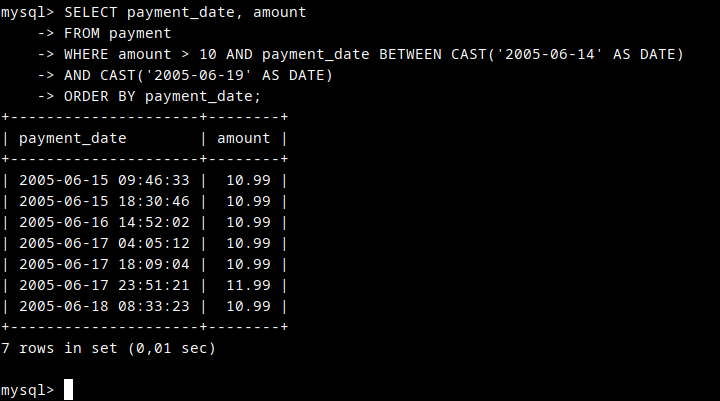 mysql> SELECT payment_date, amount
    -> FROM payment
    -> WHERE amount > 10 AND payment_date BETWEEN CAST('2005-06-14' AS DATE)
    -> AND CAST('2005-06-19' AS DATE)
    -> ORDER BY payment_date;
+---------------------+--------+
| payment_date        | amount |
+---------------------+--------+
| 2005-06-15 09:46:33 |  10.99 |
| 2005-06-15 18:30:46 |  10.99 |
| 2005-06-16 14:52:02 |  10.99 |
| 2005-06-17 04:05:12 |  10.99 |
| 2005-06-17 18:09:04 |  10.99 |
| 2005-06-17 23:51:21 |  11.99 |
| 2005-06-18 08:33:23 |  10.99 |
+---------------------+--------+
7 rows in set (0,01 sec)

mysql>